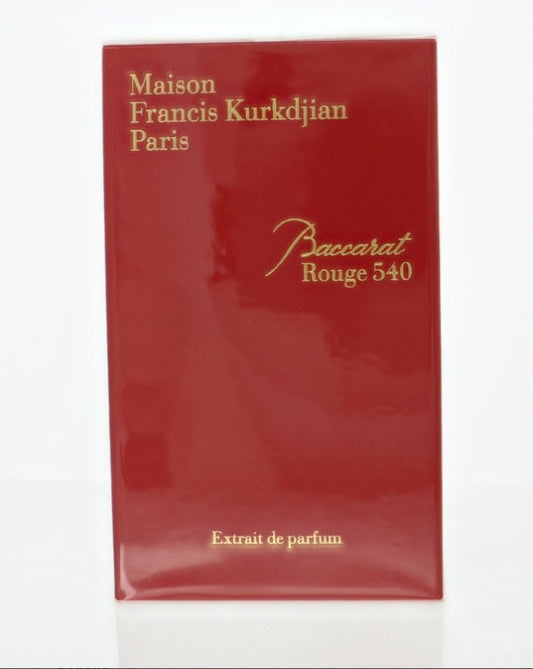 Maison
Francis Kurkdjian
Paris
Baccarat
Rouge 540
Extrait de parfum